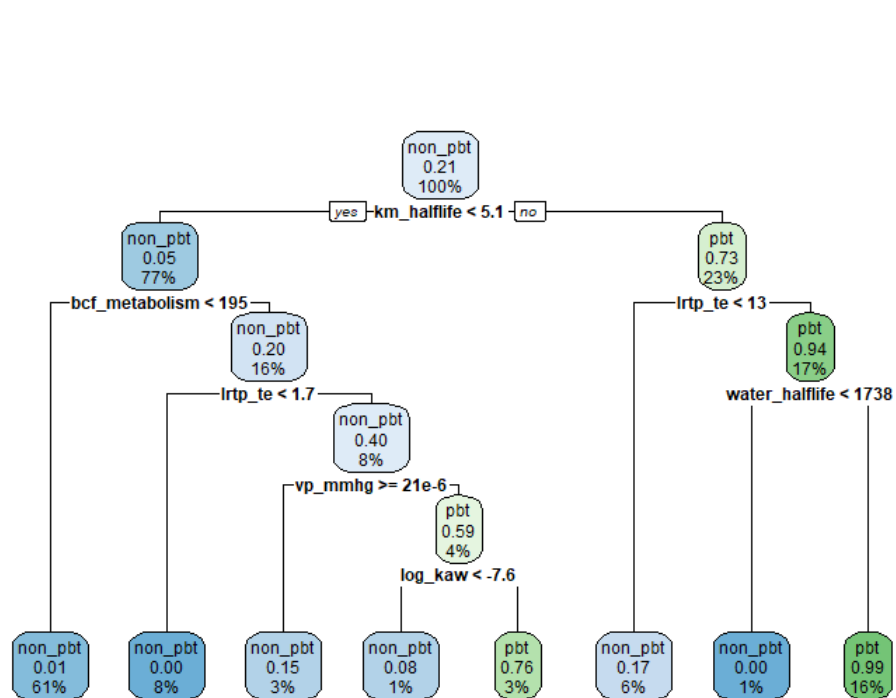 non_pbt
0.21
100%
yes km_halflife < 5.1 no
non_pbt
0.05
77%
pbt
0.73
23%
bcf_metabolism < 195
lrtp_te < 13
non_pbt
0.20
16%
pbt
0.94
17%
lrtp_te < 1.7
water_halflife < 1738
non_pbt
0.40
8%
vp_mmhg >= 21e-6
pbt
0.59
4%
log_kaw < -7.6
non_pbt
0.01
61%
non_pbt
0.00
8%
non_pbt
0.15
3%
non_pbt
0.08
1%
pbt
0.76
3%
non_pbt
0.17
6%
non_pbt
0.00
1%
pbt
0.99
16%